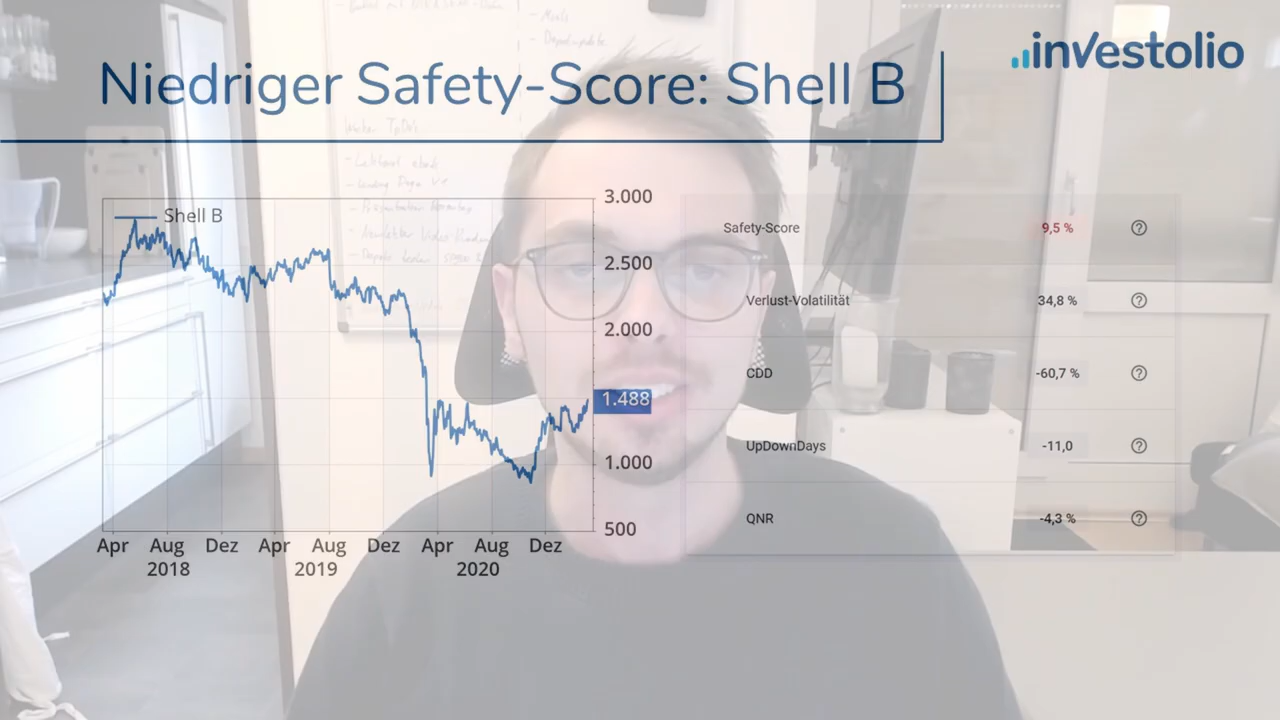 Niedriger Safety-Score: Shell B
investolio
Shell B
3.000
2.500
2.000
1.488
1.000
500
Apr Aug Dez Apr Aug Dez Apr Aug Dez
2018 2019 2020
Safety-Score 9,5 %
Verlust-Volatilität 34,8 %
CDD -60,7 %
UpDownDays -11,0
QNR -4,3 %